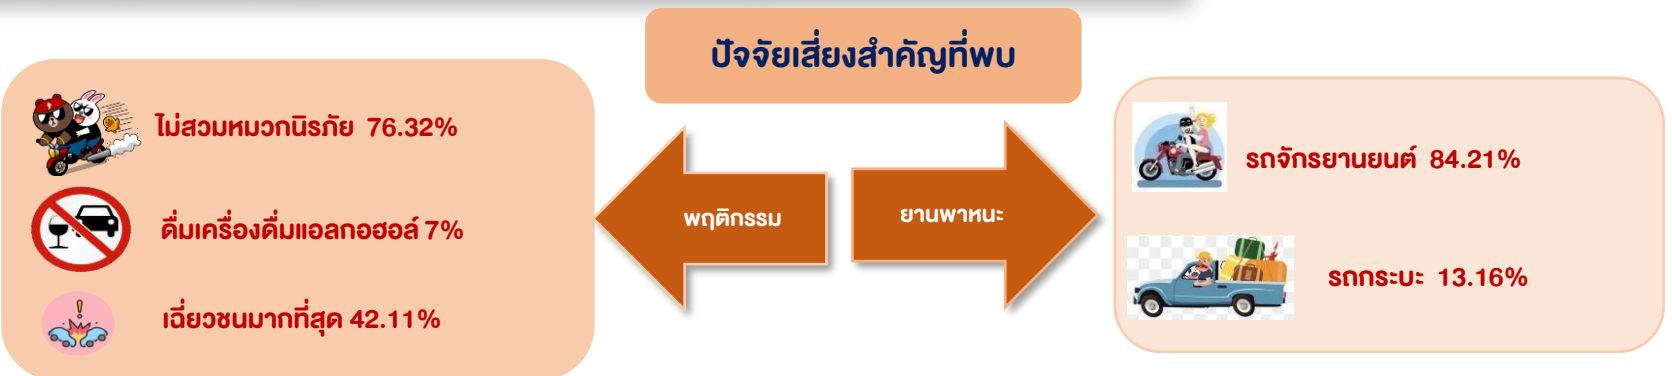 ปัจจัยเสี่ยงสำคัญที่พบ
ไม่สวมหมวกนิรภัย 76.32%
ดื่มเครื่องดื่มแอลกอฮอล์ 7%
เฉี่ยวชนมากที่สุด 42.11%
พฤติกรรม
ยานพาหนะ
รถจักรยานยนต์ 84.21%
รถกระบะ 13.16%